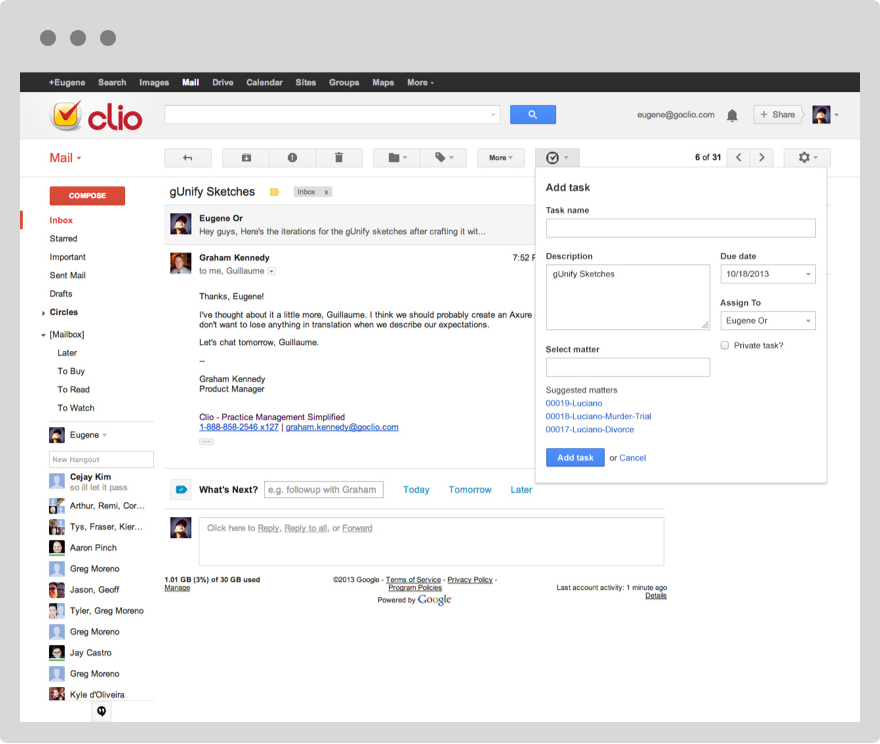 +Eugene Search Images Mail Drive Calendar Sites Groups Maps More
clio
eugene@goclio.com + Share
Mail
More
6 of 31
COMPOSE
Inbox
Starred
Important
Sent Mail
Drafts
Circles
[Mailbox]
Later
To Buy
To Read
To Watch
Eugene
New Hangout
Cejay Kim
so ill let it pass
Arthur, Remi, Cor...
Tys, Fraser, Kier...
Aaron Pinch
Greg Moreno
Jason, Geoff
Tyler, Greg Moreno
Greg Moreno
Jay Castro
Greg Moreno
Kyle d'Oliveira
gUnify Sketches Inbox x
Eugene Or
Hey guys, Here's the iterations for the gUnify sketches after crafting it wit...
Graham Kennedy 7:52
to me, Guillaume
Thanks, Eugene!
I've thought about it a little more, Guillaume. I think we should probably create an Axure
don't want to lose anything in translation when we describe our expectations.
Let's chat tomorrow, Guillaume.
--
Graham Kennedy
Product Manager
Clio - Practice Management Simplified
1-888-858-2546 x127 | graham.kennedy@goclio.com
...
What's Next? e.g. followup with Graham Today Tomorrow Later
Click here to Reply, Reply to all, or Forward
1.01 GB (3%) of 30 GB used
Manage
©2013 Google - Terms of Service - Privacy Policy -
Program Policies
Powered by Google
Last account activity: 1 minute ago
Details
Add task
Task name
Description
gUnify Sketches
Due date
10/18/2013
Assign To
Eugene Or
Private task?
Select matter
Suggested matters
00019-Luciano
00018-Luciano-Murder-Trial
00017-Luciano-Divorce
Add task or Cancel